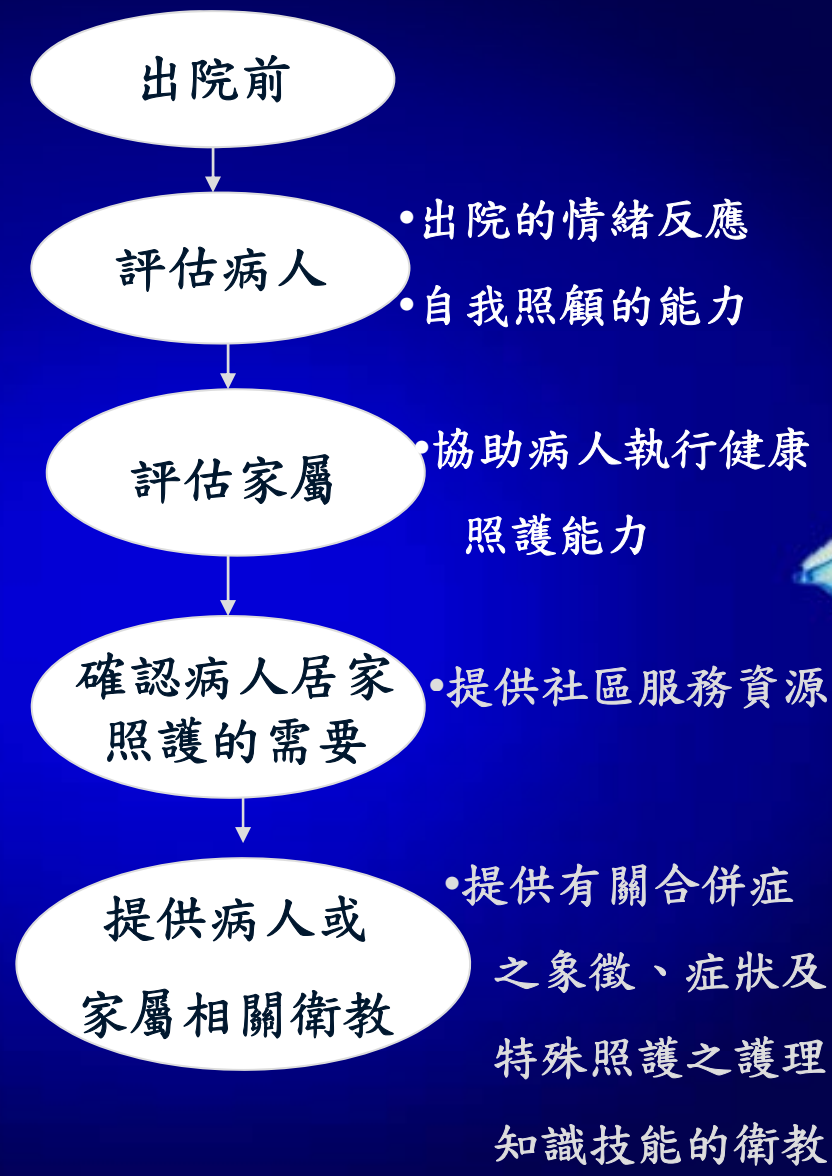 出院前
評估病人
•出院的情緒反應
•自我照顧的能力
評估家屬
•協助病人執行健康
照護能力
確認病人居家
照護的需要
•提供社區服務資源
提供病人或
家屬相關衛教
•提供有關合併症
之象徵、症狀及
特殊照護之護理
知識技能的衛教